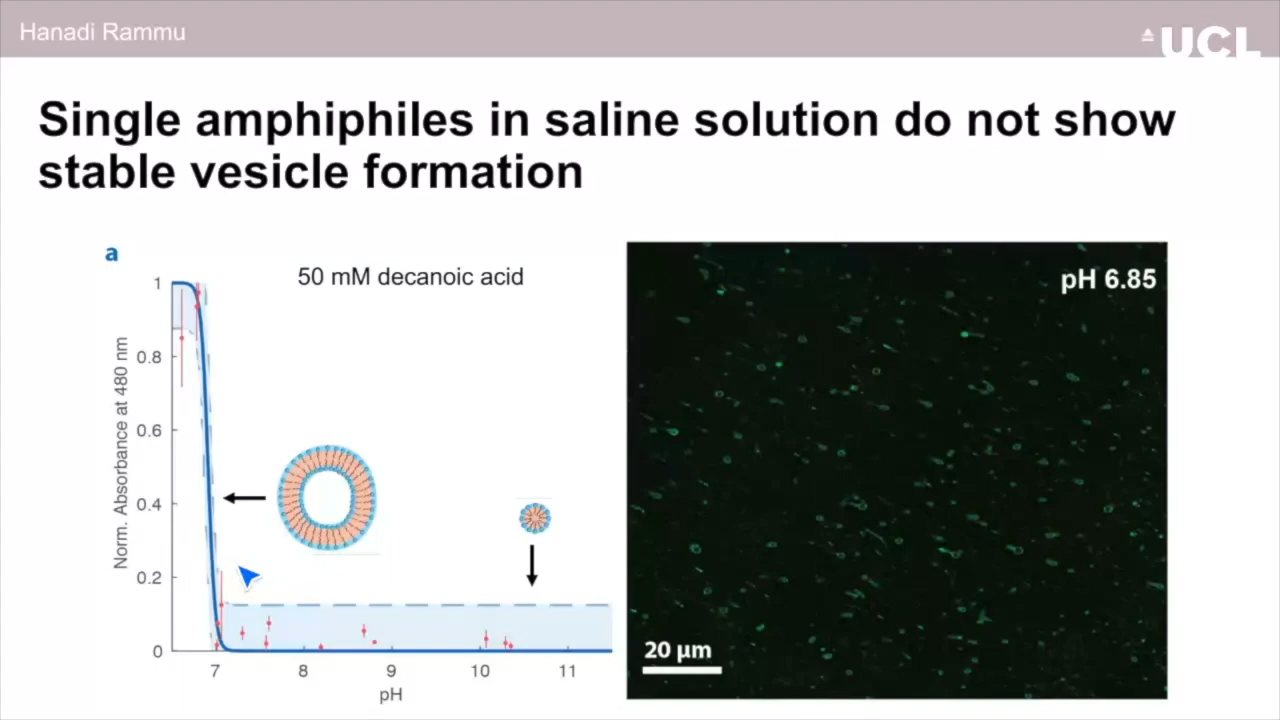 Hanadi Rammu
UCL
Single amphiphiles in saline solution do not show
stable vesicle formation
a
50 mM decanoic acid
Norm. Absorbance at 480 nm
1
0.8
0.6
0.4
0.2
0
7 8 9 10 11
pH
pH 6.85
20 μm